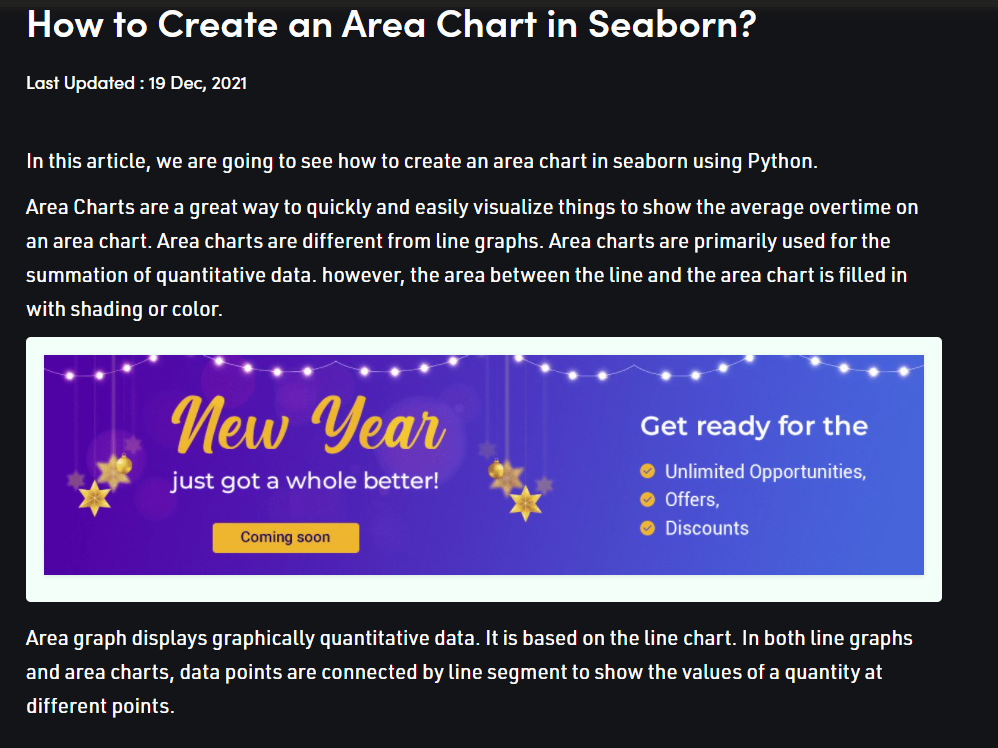 How to Create an Area Chart in Seaborn?
Last Updated : 19 Dec, 2021
In this article, we are going to see how to create an area chart in seaborn using Python.
Area Charts are a great way to quickly and easily visualize things to show the average overtime on
an area chart. Area charts are different from line graphs. Area charts are primarily used for the
summation of quantitative data. however, the area between the line and the area chart is filled in
with shading or color.
New Year
just got a whole better!
Coming soon
Get ready for the
Unlimited Opportunities,
Offers,
Discounts
Area graph displays graphically quantitative data. It is based on the line chart. In both line graphs
and area charts, data points are connected by line segment to show the values of a quantity at
different points.